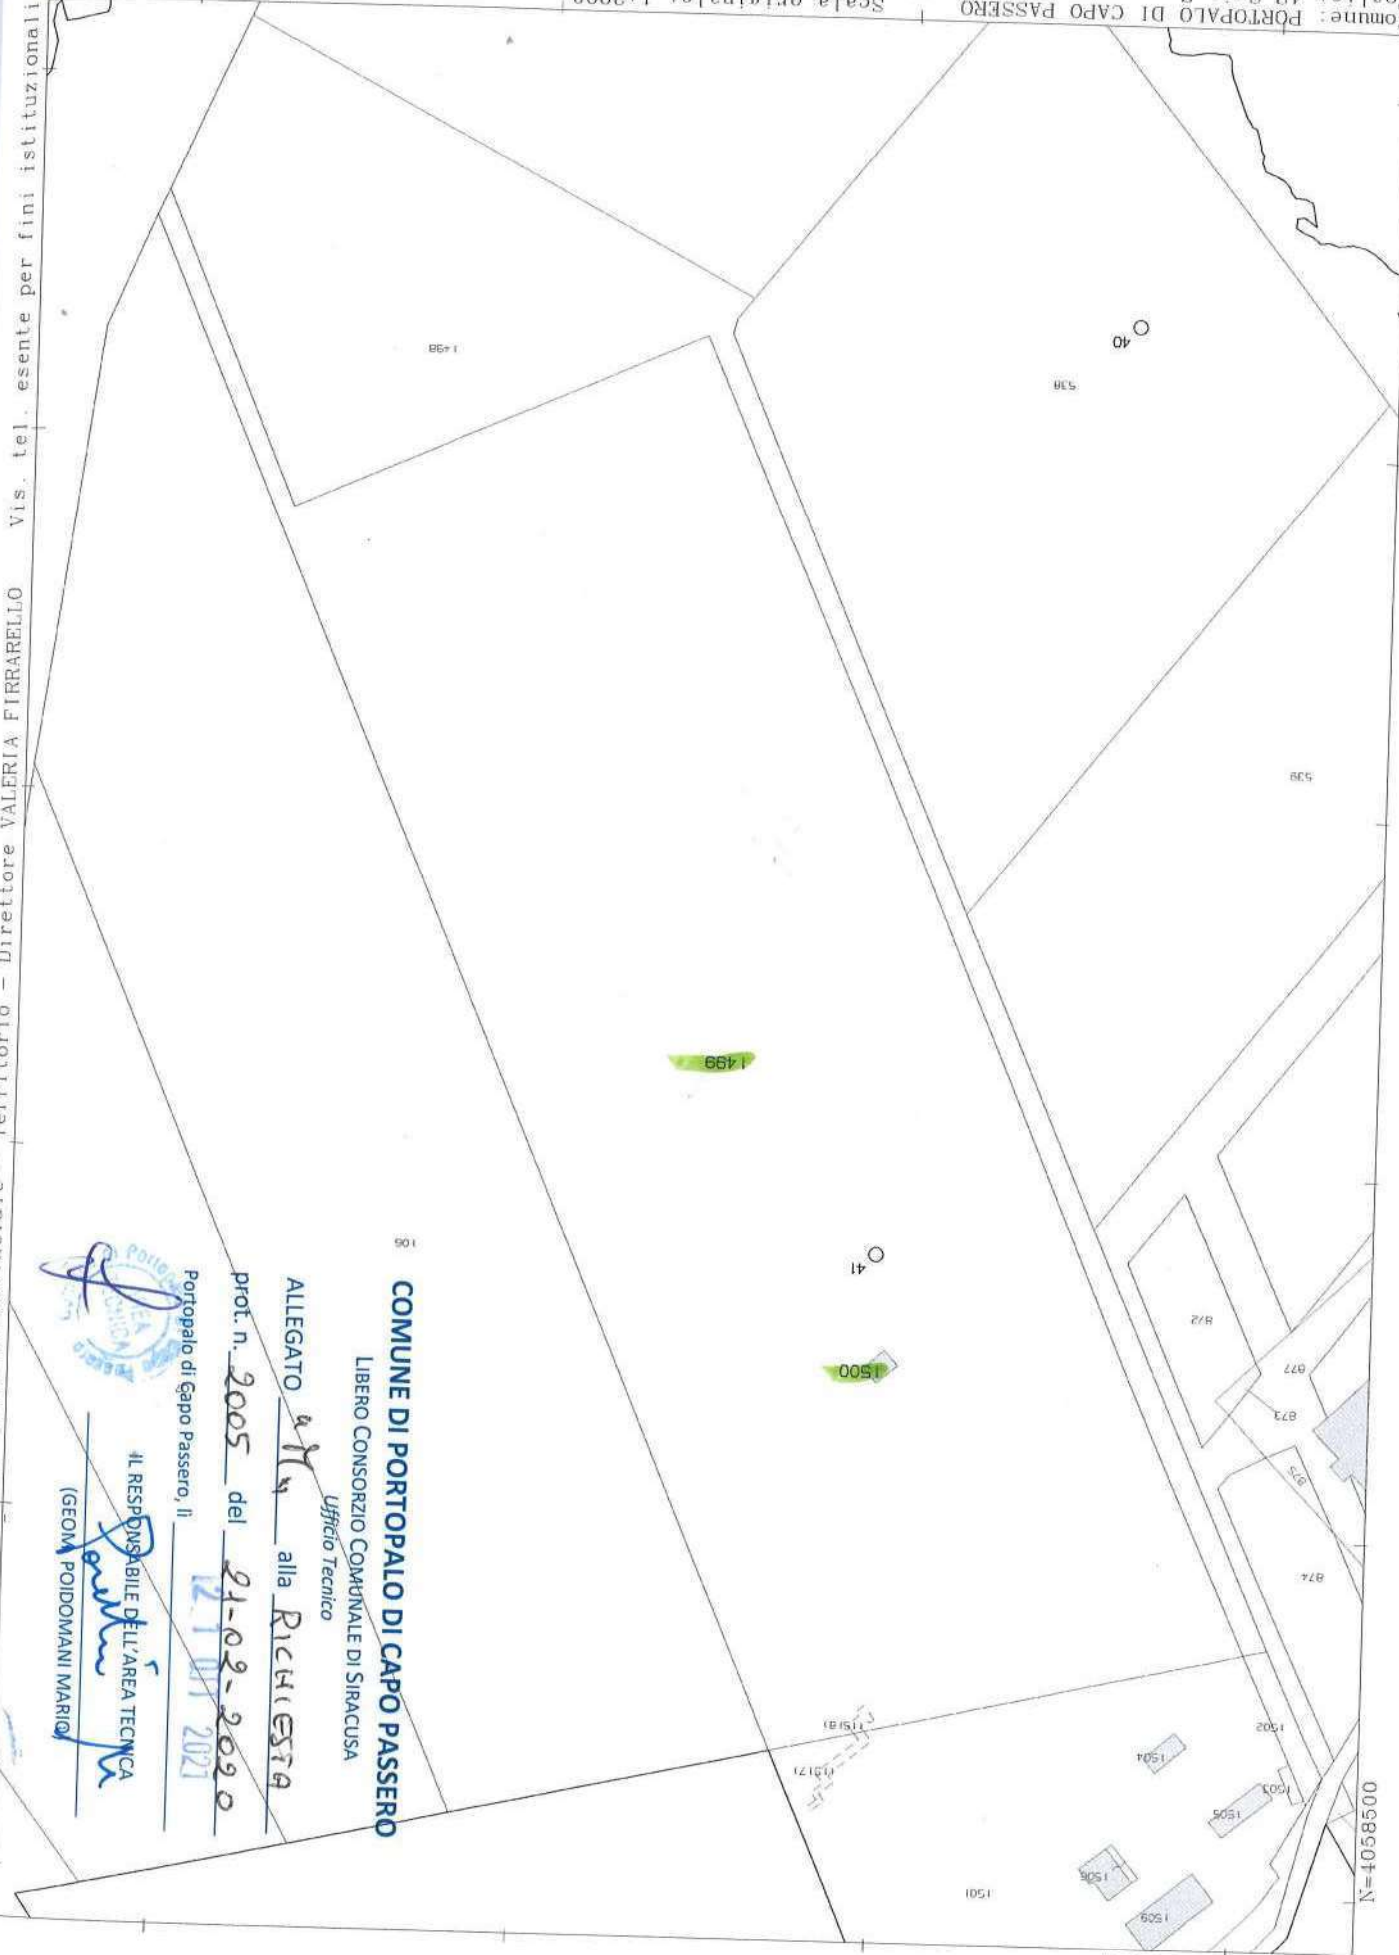 Comune: PORTOPALO DI CAPO PASSERO
Scala originale: 1:2000
Direttore VALERIA FIRRARELLO Vis. tel. esente per fini istituzionali
N=4058500
1498
40
538
539
1499
41
1500
106
872
877
873
875
874
1502
1504
1503
1505
1506
1509
1501
(1518)
(1517)
COMUNE DI PORTOPALO DI CAPO PASSERO
LIBERO CONSORZIO COMUNALE DI SIRACUSA
Ufficio Tecnico
ALLEGATO "M" alla RICHIESTA
prot. n. 2005 del 21-02-2020
Portopalo di Capo Passero, lì 2021
IL RESPONSABILE DELL'AREA TECNICA
(GEOM. POIDOMANI MARIO)